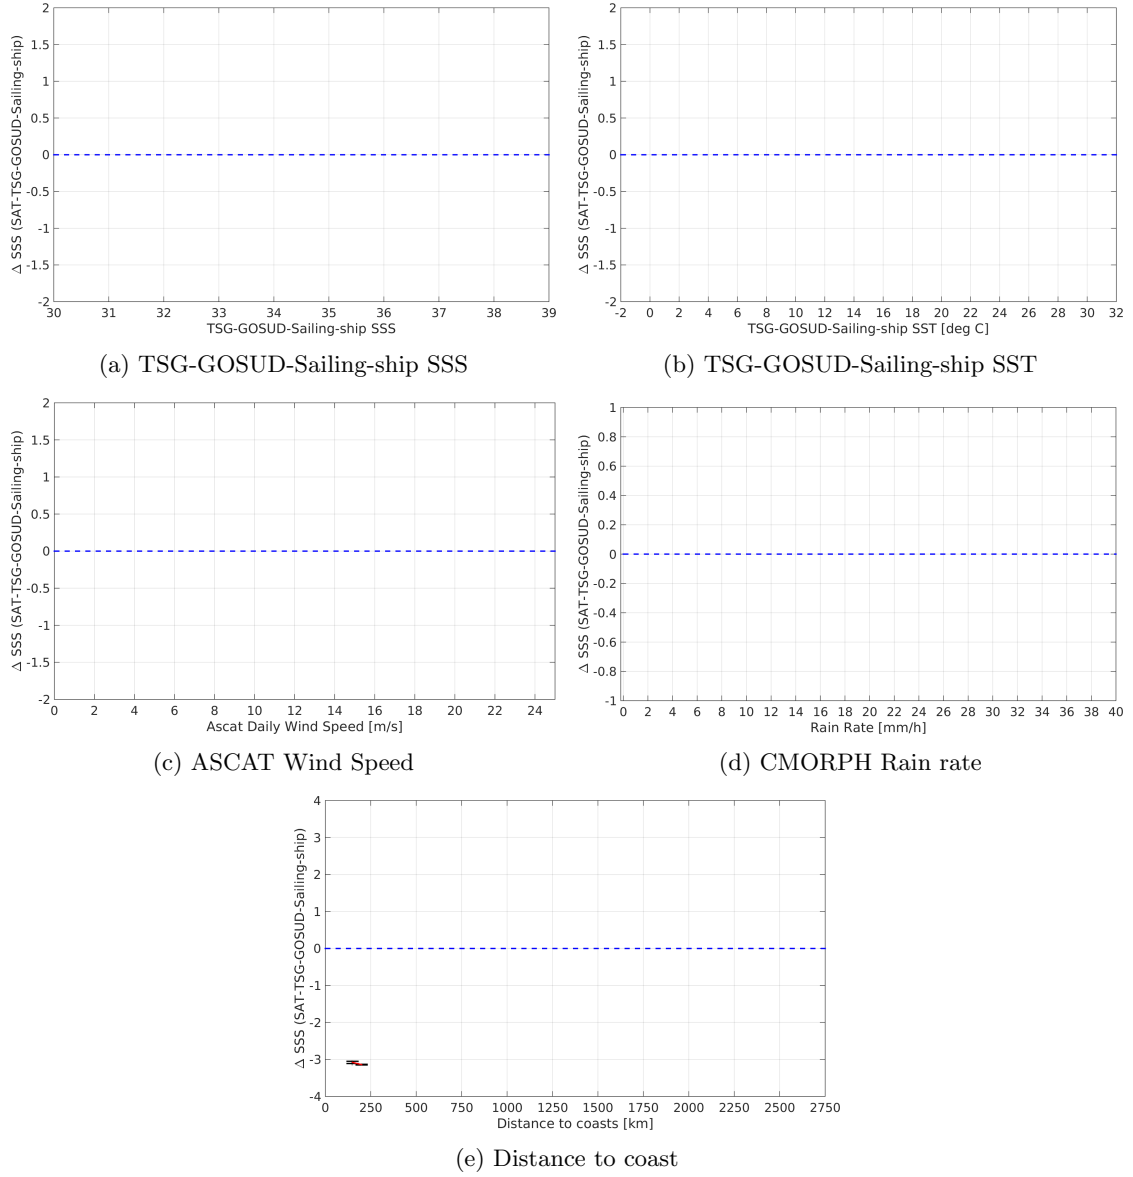 2
1.5
1
0.5
0
-0.5
-1
-1.5
-2
Δ SSS (SAT-TSG-GOSUD-Sailing-ship)
30 31 32 33 34 35 36 37 38 39
TSG-GOSUD-Sailing-ship SSS
(a) TSG-GOSUD-Sailing-ship SSS
2
1.5
1
0.5
0
-0.5
-1
-1.5
-2
Δ SSS (SAT-TSG-GOSUD-Sailing-ship)
-2 0 2 4 6 8 10 12 14 16 18 20 22 24 26 28 30 32
TSG-GOSUD-Sailing-ship SST [deg C]
(b) TSG-GOSUD-Sailing-ship SST
2
1.5
1
0.5
0
-0.5
-1
-1.5
-2
Δ SSS (SAT-TSG-GOSUD-Sailing-ship)
0 2 4 6 8 10 12 14 16 18 20 22 24
Ascat Daily Wind Speed [m/s]
(c) ASCAT Wind Speed
1
0.8
0.6
0.4
0.2
0
-0.2
-0.4
-0.6
-0.8
-1
Δ SSS (SAT-TSG-GOSUD-Sailing-ship)
0 2 4 6 8 10 12 14 16 18 20 22 24 26 28 30 32 34 36 38 40
Rain Rate [mm/h]
(d) CMORPH Rain rate
4
3
2
1
0
-1
-2
-3
-4
Δ SSS (SAT-TSG-GOSUD-Sailing-ship)
0 250 500 750 1000 1250 1500 1750 2000 2250 2500 2750
Distance to coasts [km]
(e) Distance to coast